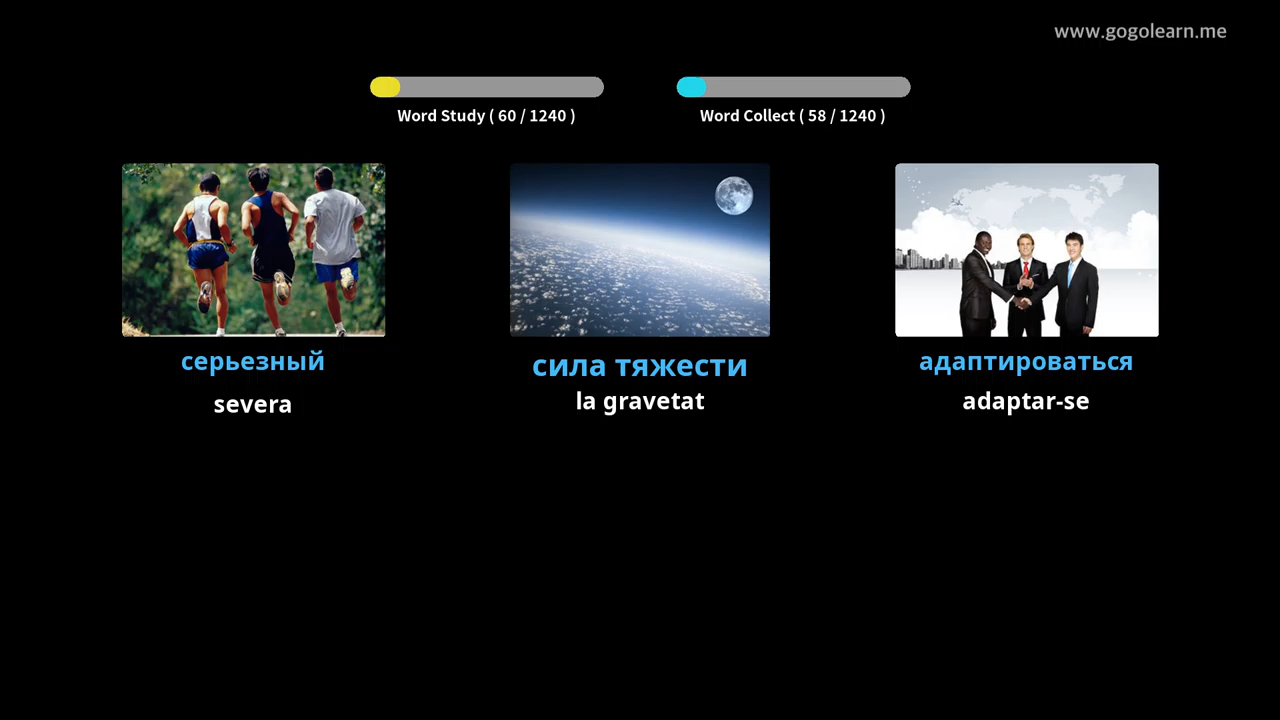 www.gogolearn.me
Word Study ( 60 / 1240 )
Word Collect ( 58 / 1240 )
серьезный
severa
сила тяжести
la gravetat
адаптироваться
adaptar-se